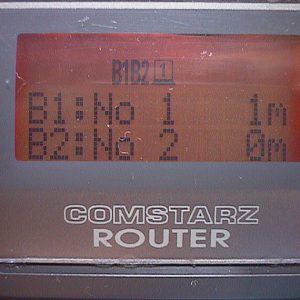 B1B2 1
B1:No 1 1m
B2:No 2 0m
COMSTARZ
ROUTER